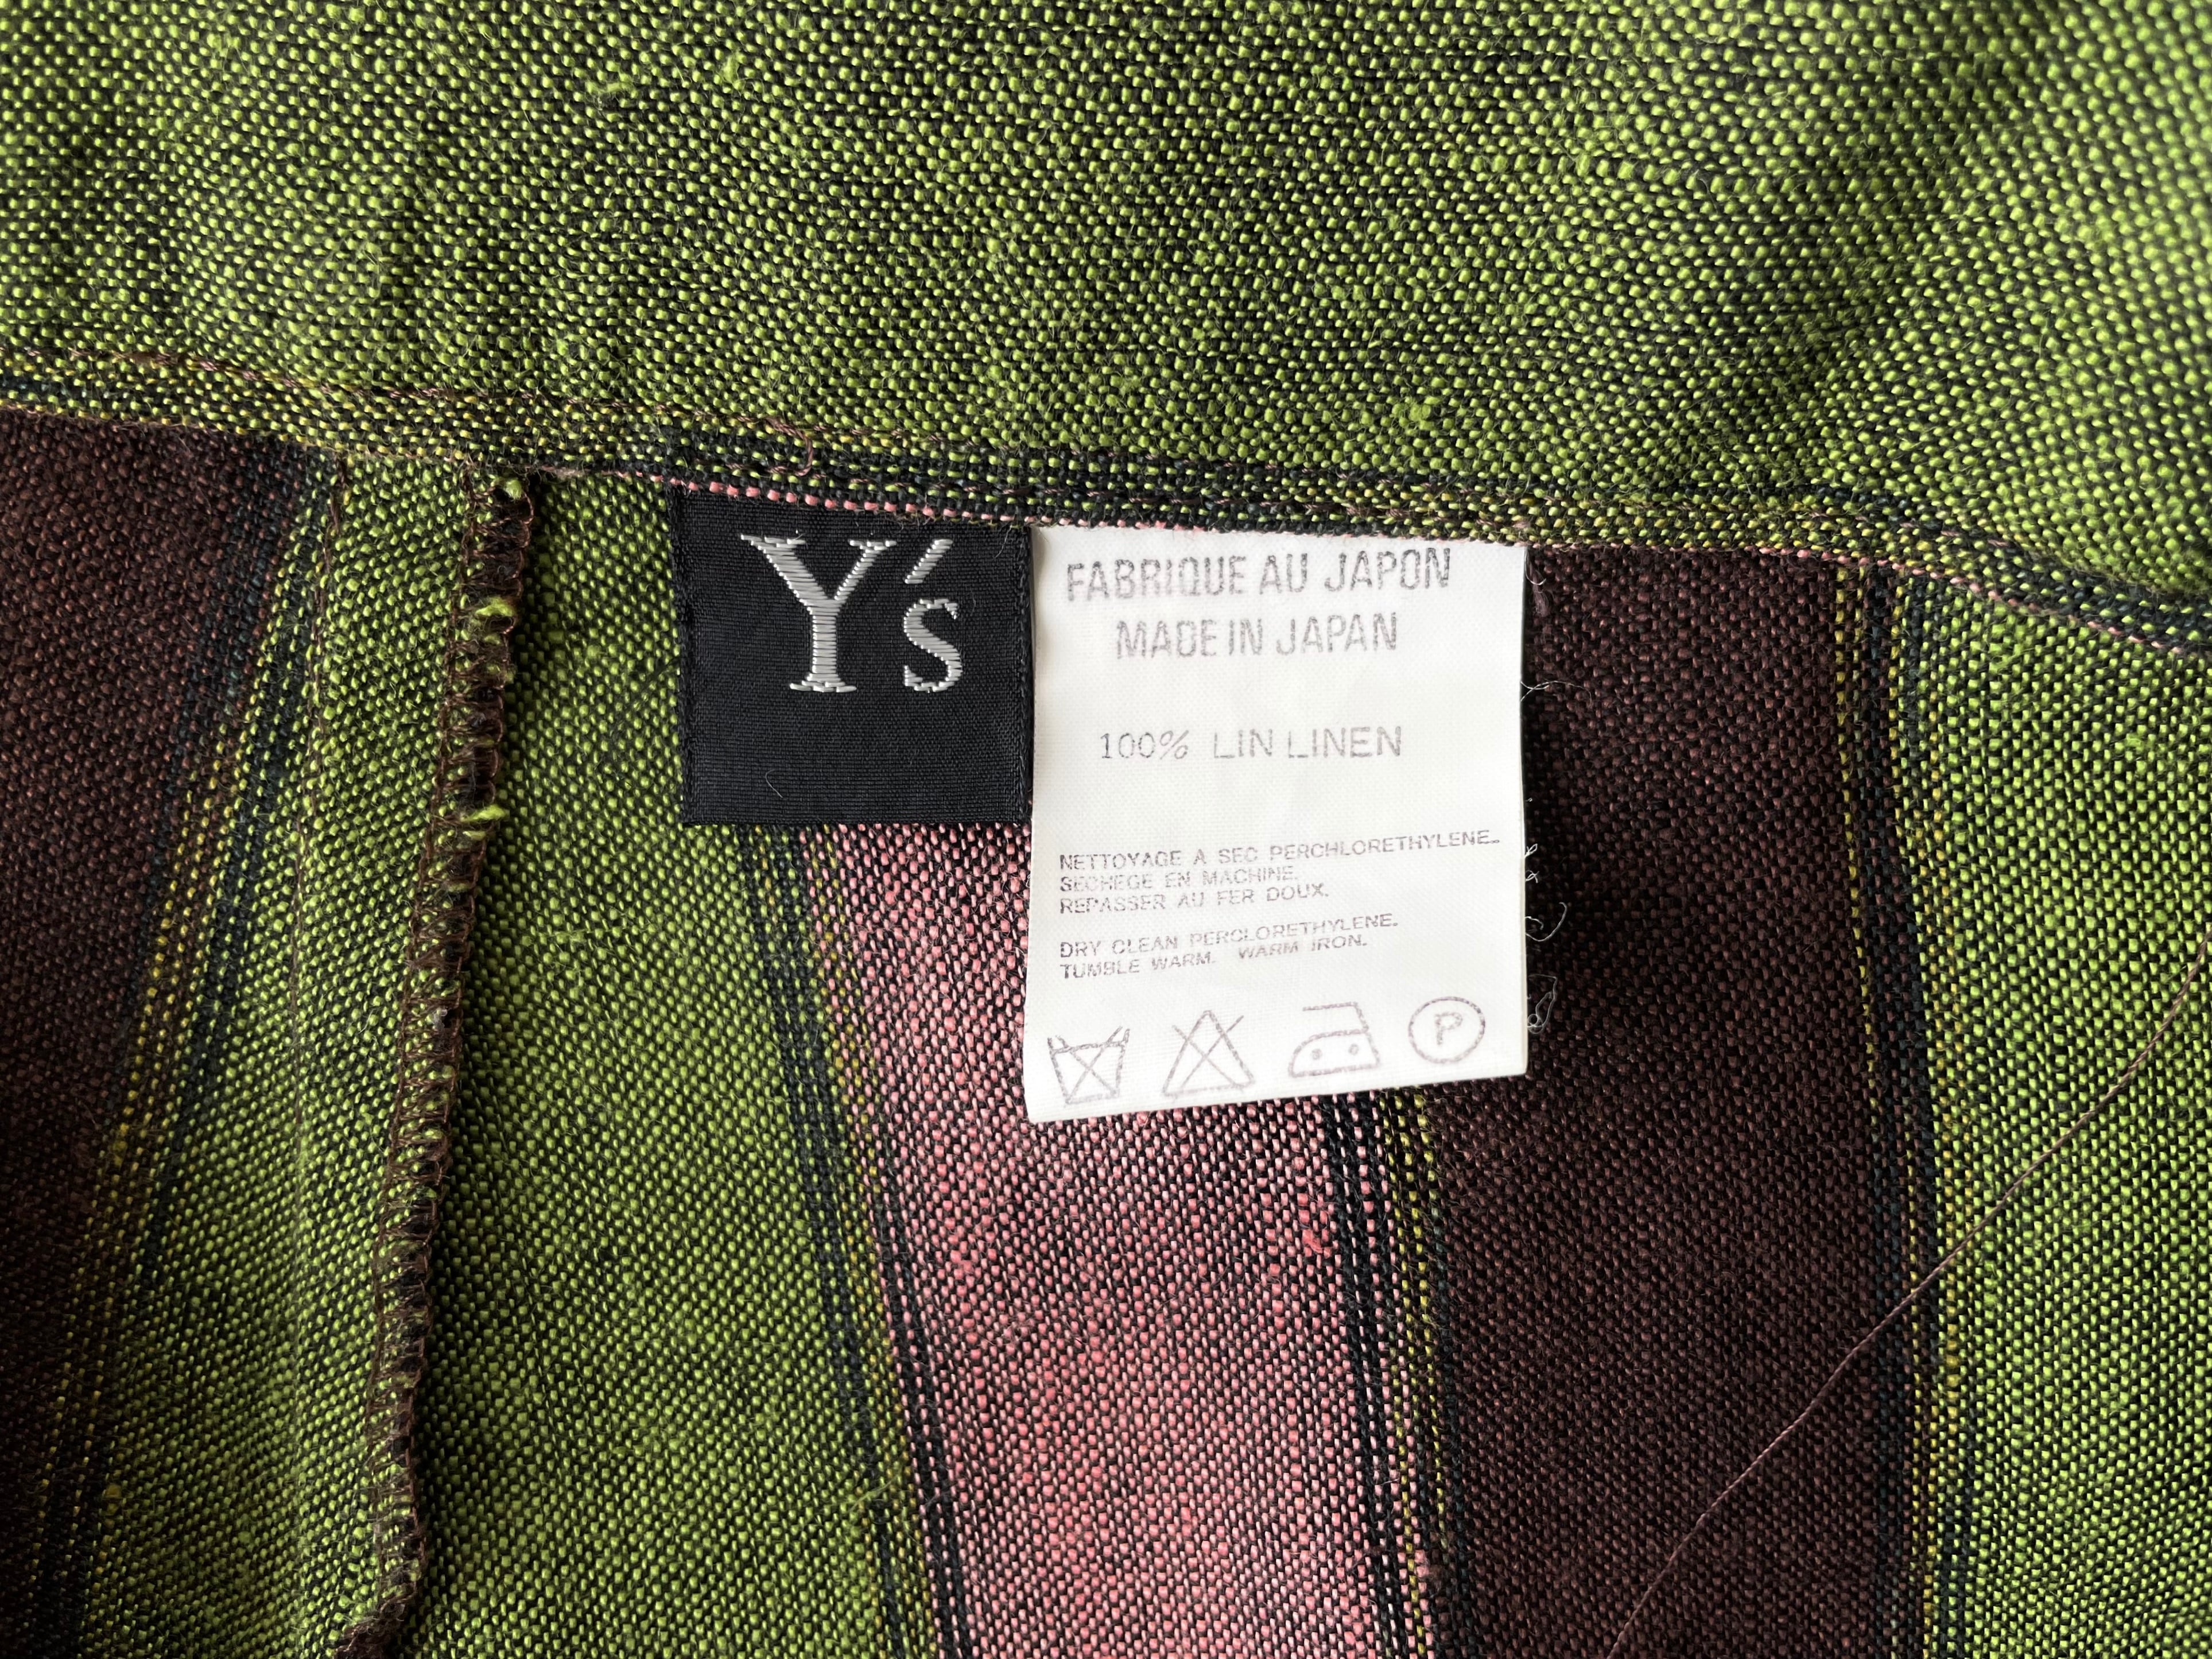 Y's
FABRIQUE AU JAPON
MADE IN JAPAN
100% LIN LINEN
NETTOYAGE A SEC PERCHLORETHYLENE.
SECHEGE EN MACHINE.
REPASSER AU FER DOUX.
DRY CLEAN PERCLORETHYLENE.
TUMBLE WARM. WARM IRON.
P